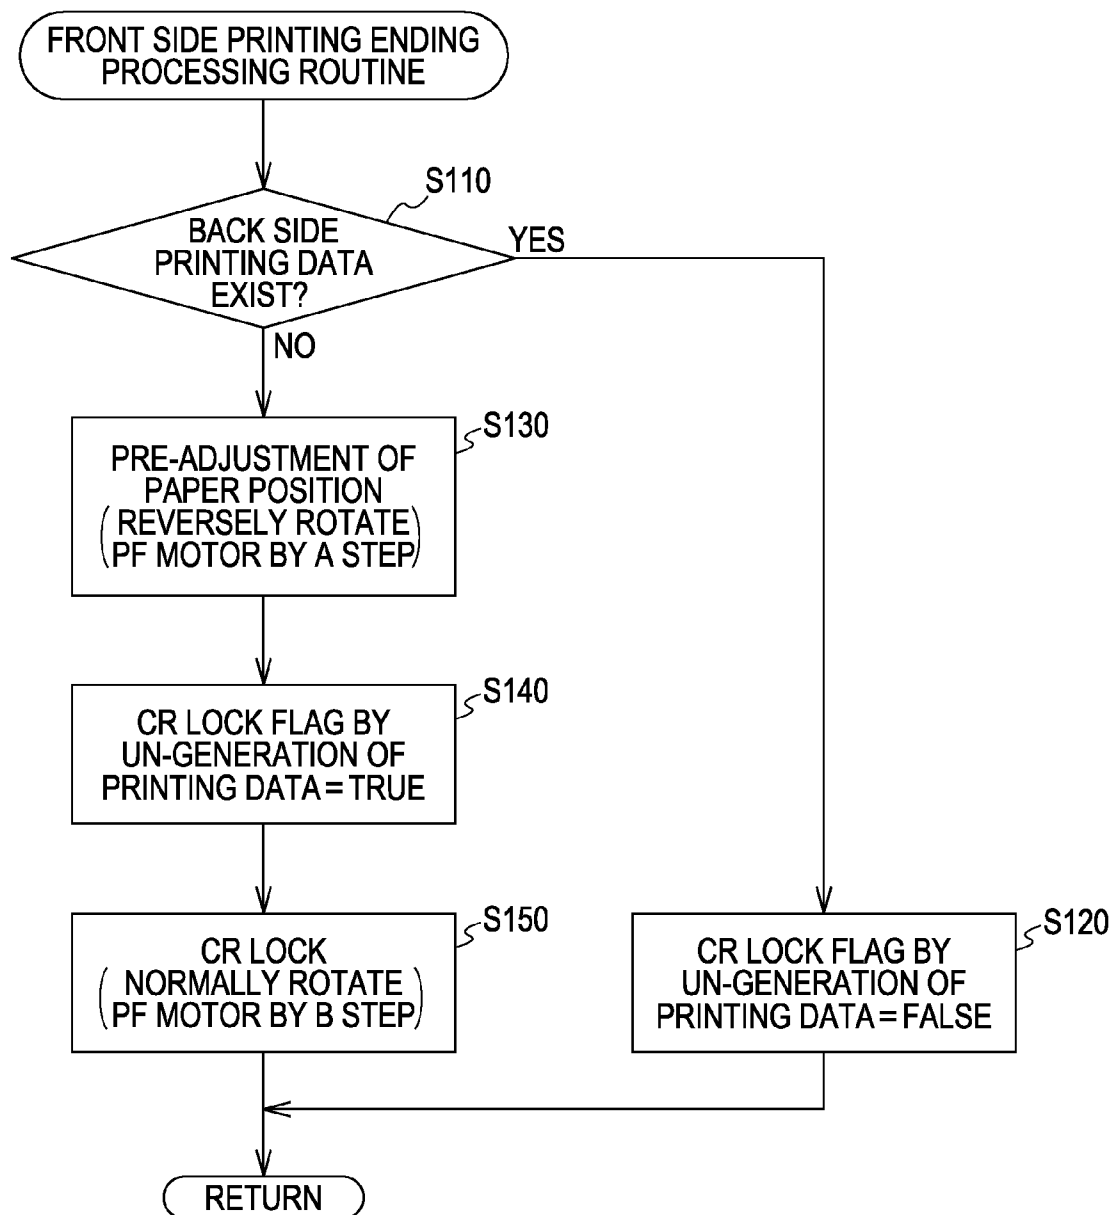 FRONT SIDE PRINTING ENDING
PROCESSING ROUTINE
S110
BACK SIDE
PRINTING DATA
EXIST?
YES
NO
S130
PRE-ADJUSTMENT OF
PAPER POSITION
(REVERSELY ROTATE
PF MOTOR BY A STEP)
S140
CR LOCK FLAG BY
UN-GENERATION OF
PRINTING DATA = TRUE
S150
CR LOCK
(NORMALLY ROTATE
PF MOTOR BY B STEP)
S120
CR LOCK FLAG BY
UN-GENERATION OF
PRINTING DATA = FALSE
RETURN